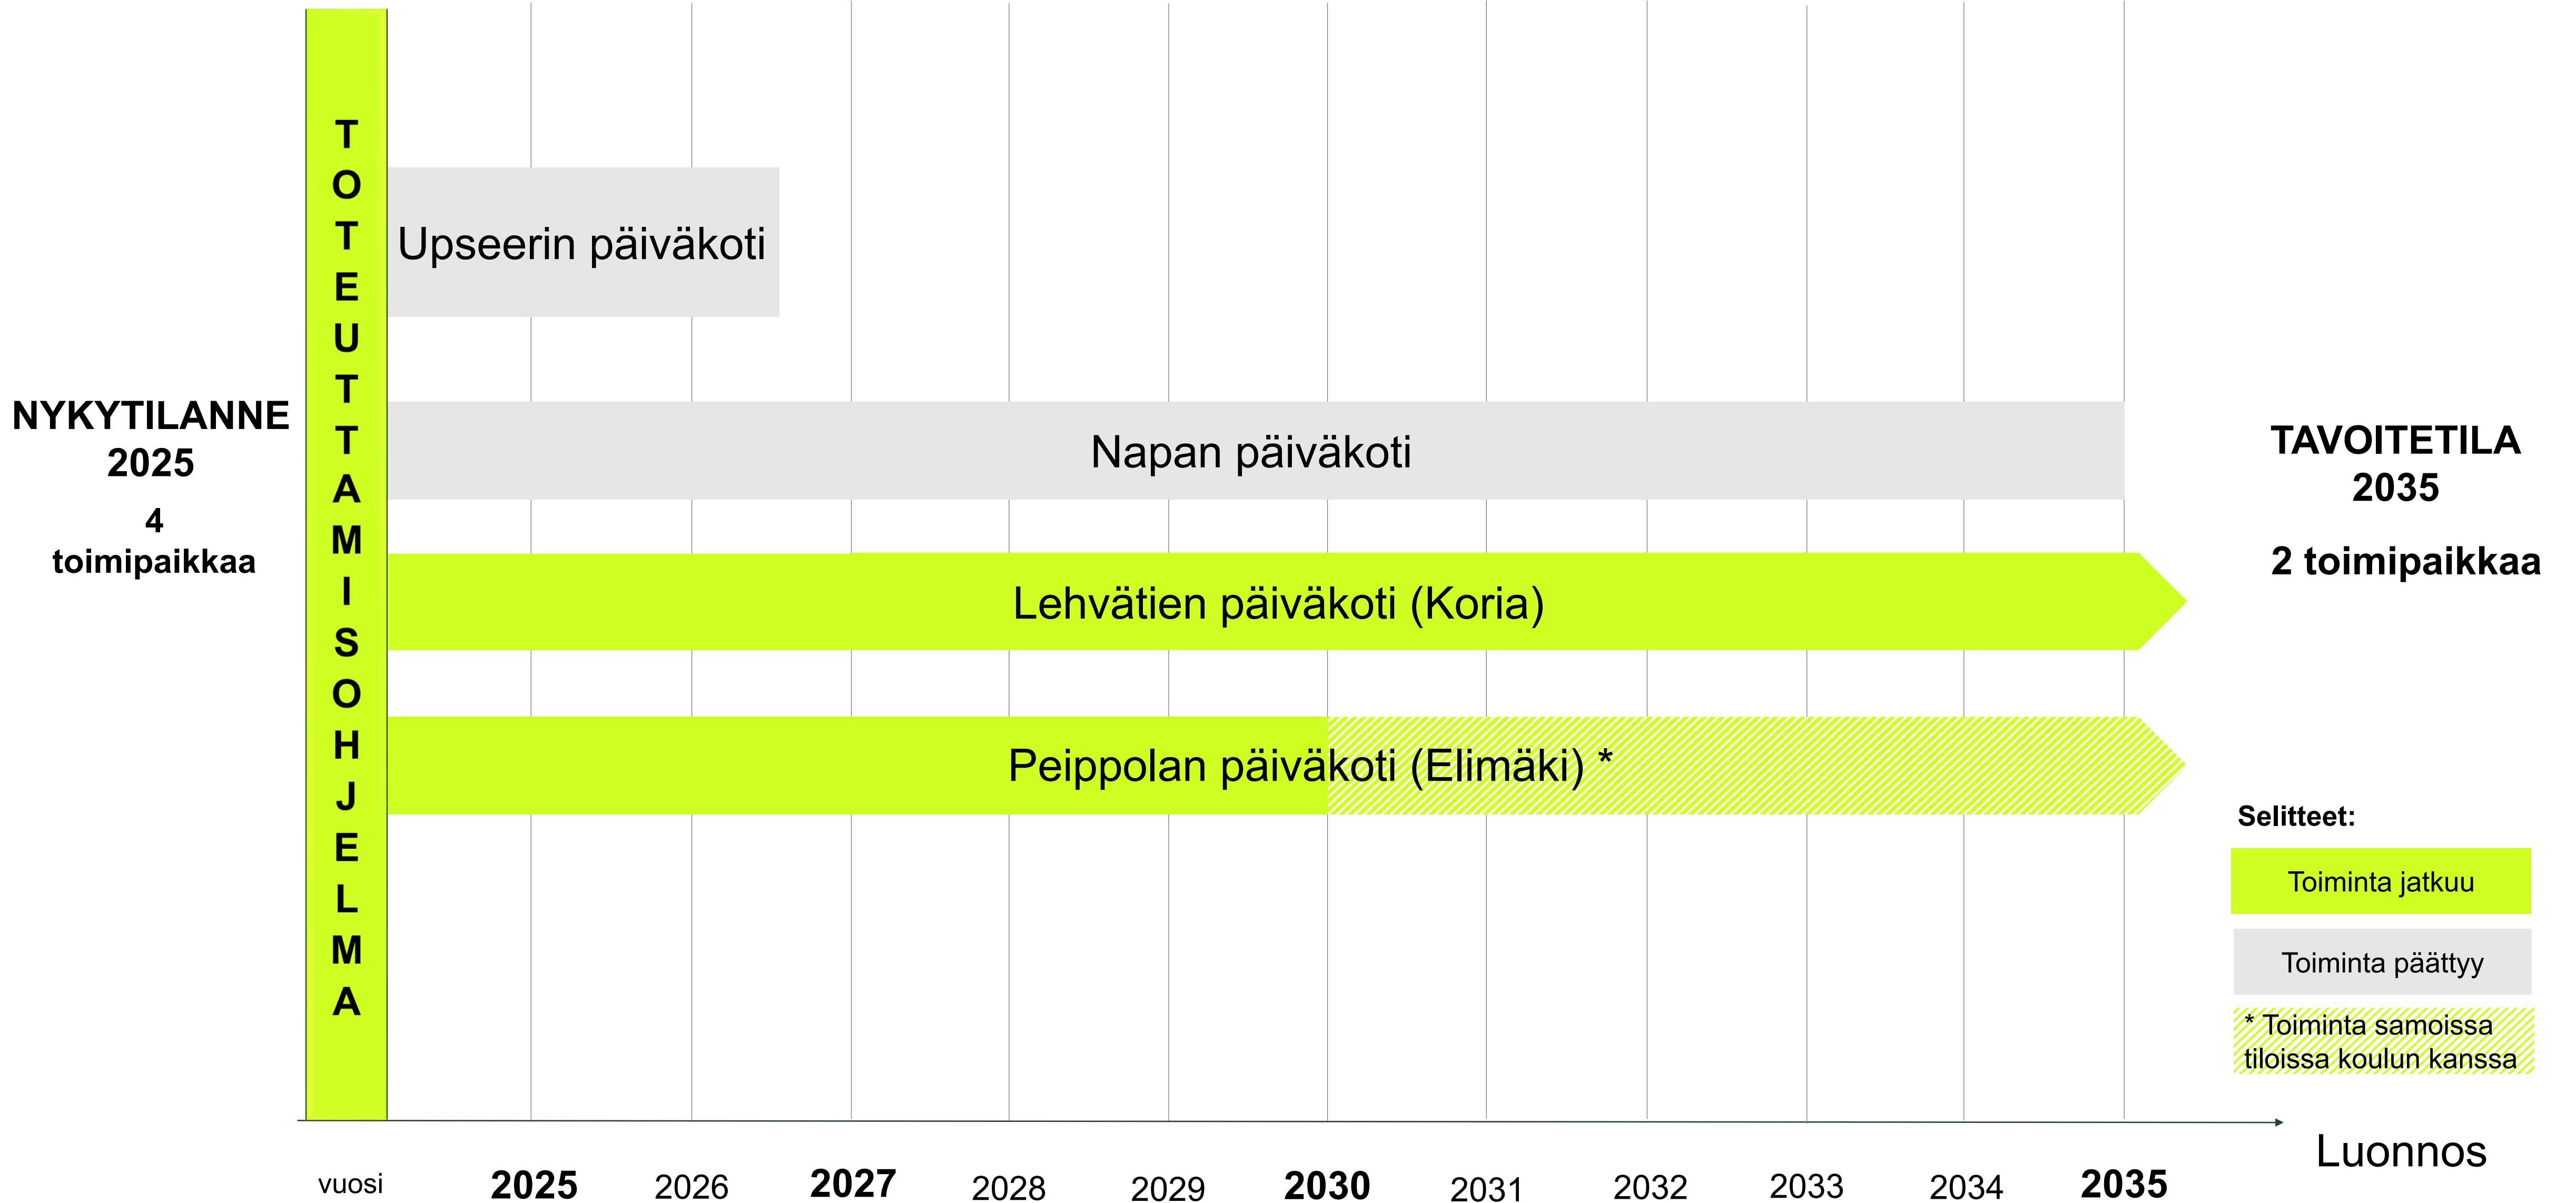 NYKYTILANNE
2025
4
toimipaikkaa
T
O
T
E
U
T
T
A
M
I
S
O
H
J
E
L
M
A
Upseerin päiväkoti
Napan päiväkoti
Lehvätien päiväkoti (Koria)
Peippolan päiväkoti (Elimäki) *
TAVOITETILA
2035
2 toimipaikkaa
Selitteet:
Toiminta jatkuu
Toiminta päättyy
* Toiminta samoissa
tiloissa koulun kanssa
Luonnos
vuosi 2025 2026 2027 2028 2029 2030 2031 2032 2033 2034 2035